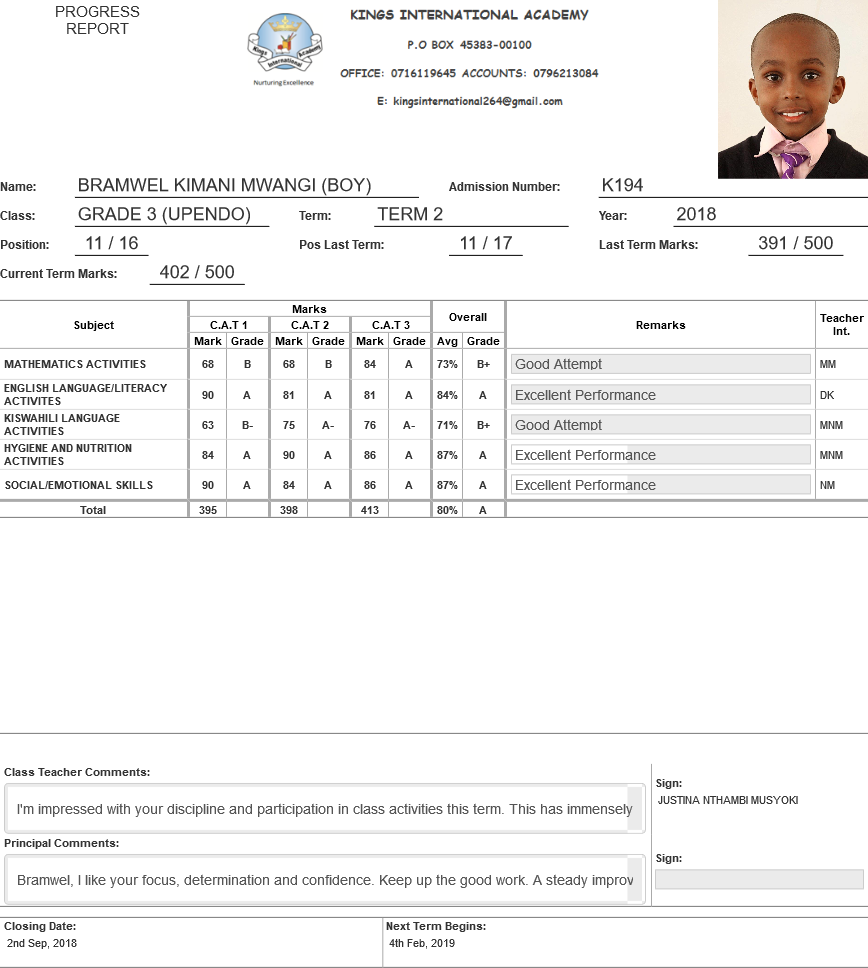 PROGRESS
REPORT
Kings International Academy
Nurturing Excellence
KINGS INTERNATIONAL ACADEMY
P.O BOX 45383-00100
OFFICE: 0716119645 ACCOUNTS: 0796213084
E: kingsinternational264@gmail.com
Name: BRAMWEL KIMANI MWANGI (BOY) Admission Number: K194
Class: GRADE 3 (UPENDO) Term: TERM 2 Year: 2018
Position: 11 / 16 Pos Last Term: 11 / 17 Last Term Marks: 391 / 500
Current Term Marks: 402 / 500
Subject Marks Overall Remarks Teacher Int.
C.A.T 1 C.A.T 2 C.A.T 3
Mark Grade Mark Grade Mark Grade Avg Grade
MATHEMATICS ACTIVITIES 68 B 68 B 84 A 73% B+ Good Attempt MM
ENGLISH LANGUAGE/LITERACY ACTIVITES 90 A 81 A 81 A 84% A Excellent Performance DK
KISWAHILI LANGUAGE ACTIVITIES 63 B- 75 A- 76 A- 71% B+ Good Attempt MNM
HYGIENE AND NUTRITION ACTIVITIES 84 A 90 A 86 A 87% A Excellent Performance MNM
SOCIAL/EMOTIONAL SKILLS 90 A 84 A 86 A 87% A Excellent Performance NM
Total 395 398 413 80% A
Class Teacher Comments:
I'm impressed with your discipline and participation in class activities this term. This has immensely
Sign:
JUSTINA NTHAMBI MUSYOKI
Principal Comments:
Bramwel, I like your focus, determination and confidence. Keep up the good work. A steady improv
Sign:
Closing Date:
2nd Sep, 2018
Next Term Begins:
4th Feb, 2019